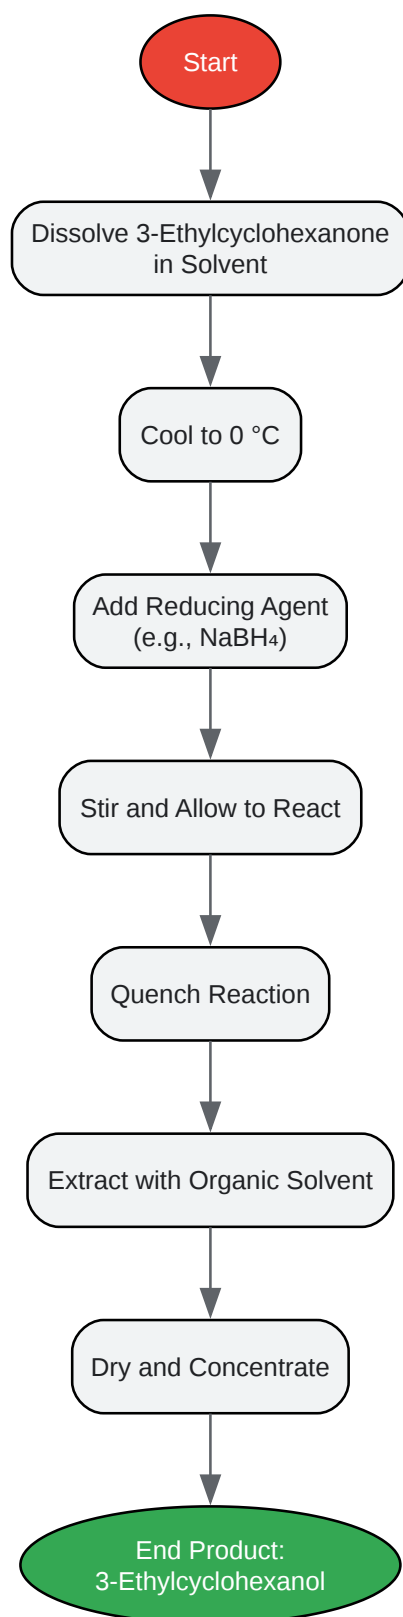 Start
Dissolve 3-Ethylcyclohexanone
in Solvent
Cool to 0 °C
Add Reducing Agent
(e.g., NaBH₄)
Stir and Allow to React
Quench Reaction
Extract with Organic Solvent
Dry and Concentrate
End Product:
3-Ethylcyclohexanol